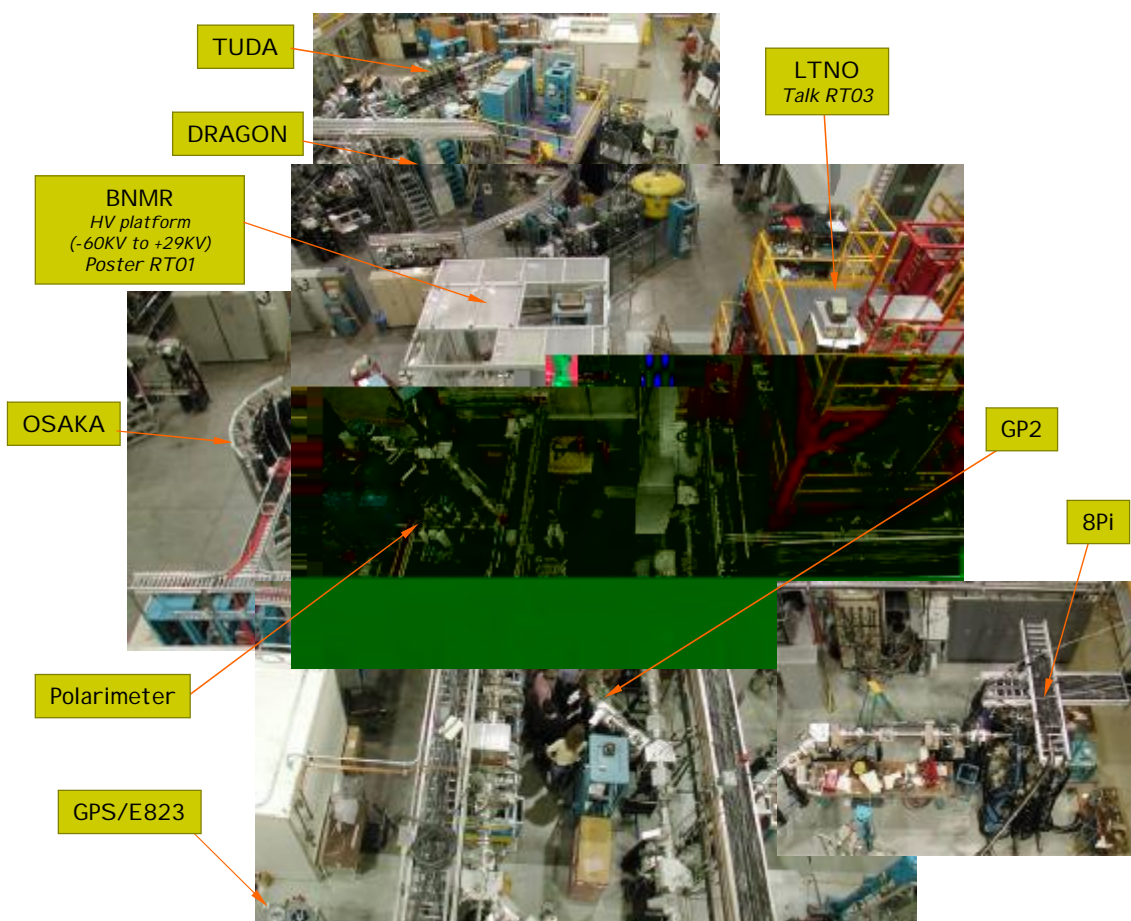 TUDA
LTNO
Talk RT03
DRAGON
BNMR
HV platform
(-60KV to +29KV)
Poster RT01
OSAKA
GP2
8Pi
Polarimeter
GPS/E823